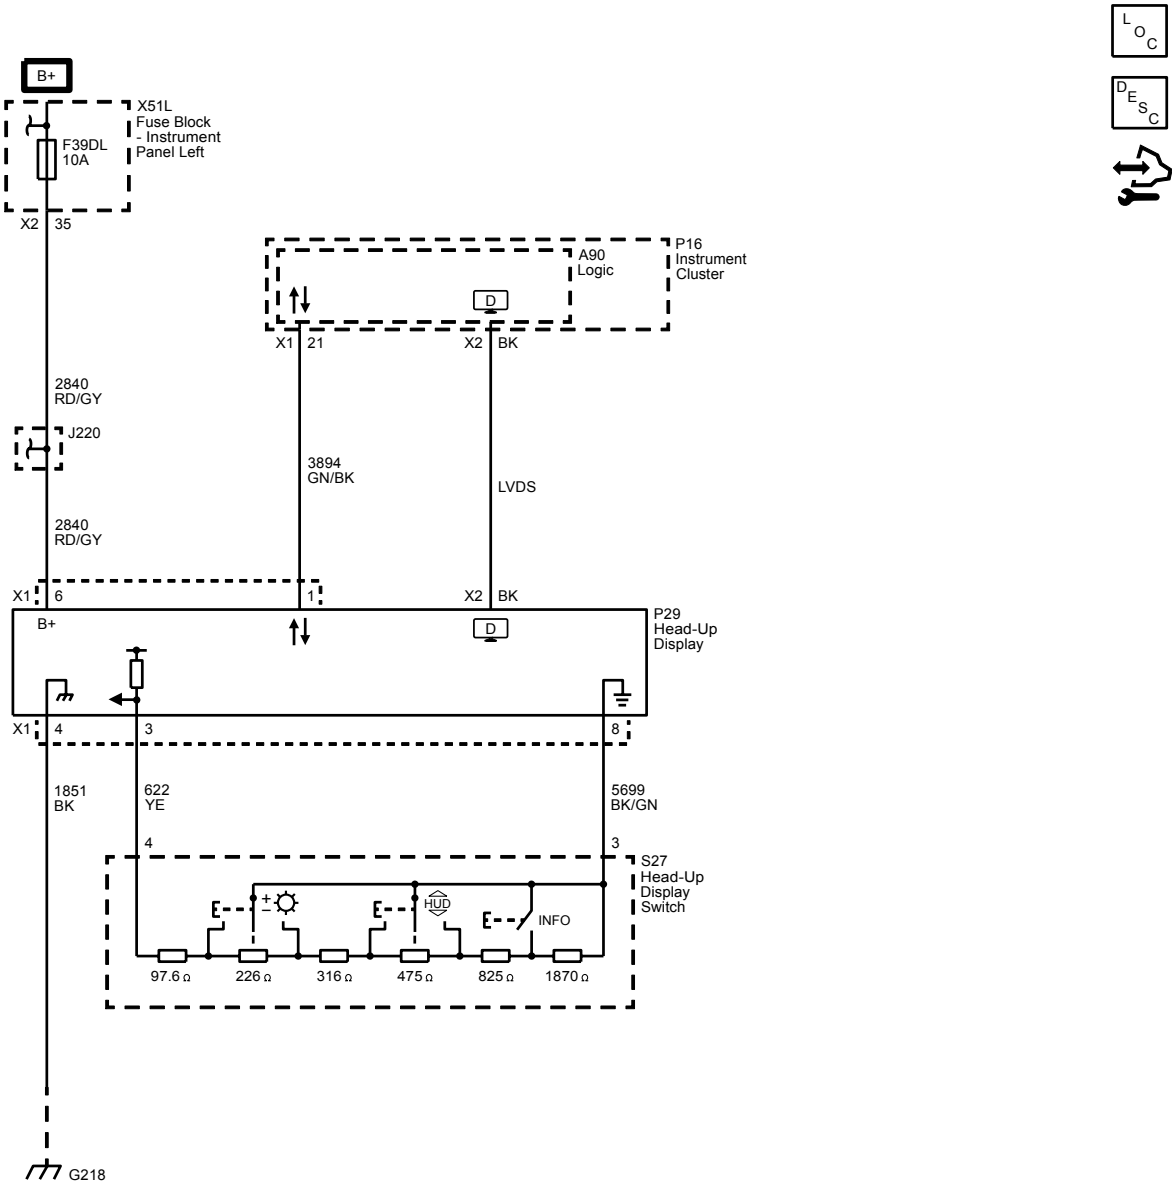 L
O
C
D
E
S
C
B+
X51L
Fuse Block
- Instrument
Panel Left
F39DL
10A
X2 35
P16
Instrument
Cluster
A90
Logic
D
X1 21
X2 BK
2840
RD/GY
J220
3894
GN/BK
LVDS
2840
RD/GY
X1 6
1
X2 BK
B+
D
P29
Head-Up
Display
X1 4
3
8
1851
BK
622
YE
5699
BK/GN
4
3
S27
Head-Up
Display
Switch
+
−
HUD
INFO
97.6 Ω
226 Ω
316 Ω
475 Ω
825 Ω
1870 Ω
G218